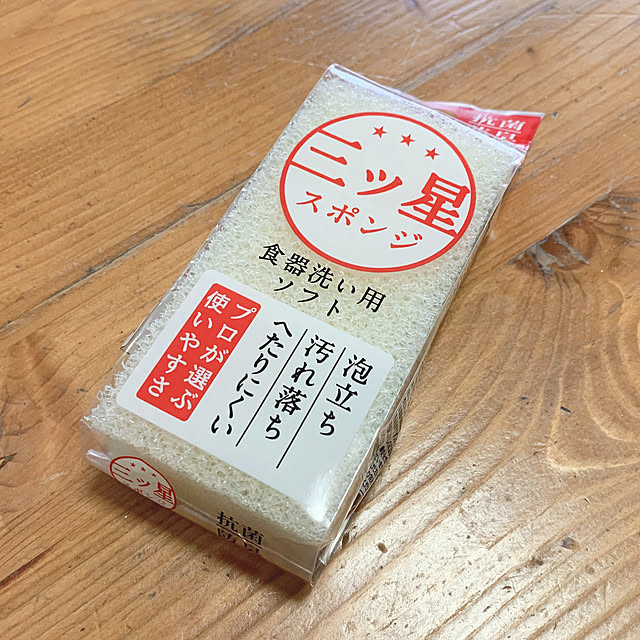 三ツ星
スポンジ
食器洗い用
ソフト
泡立ち
汚れ落ち
へたりにくい
プロが選ぶ
使いやすさ
三ツ星
抗菌
防臭
抗菌